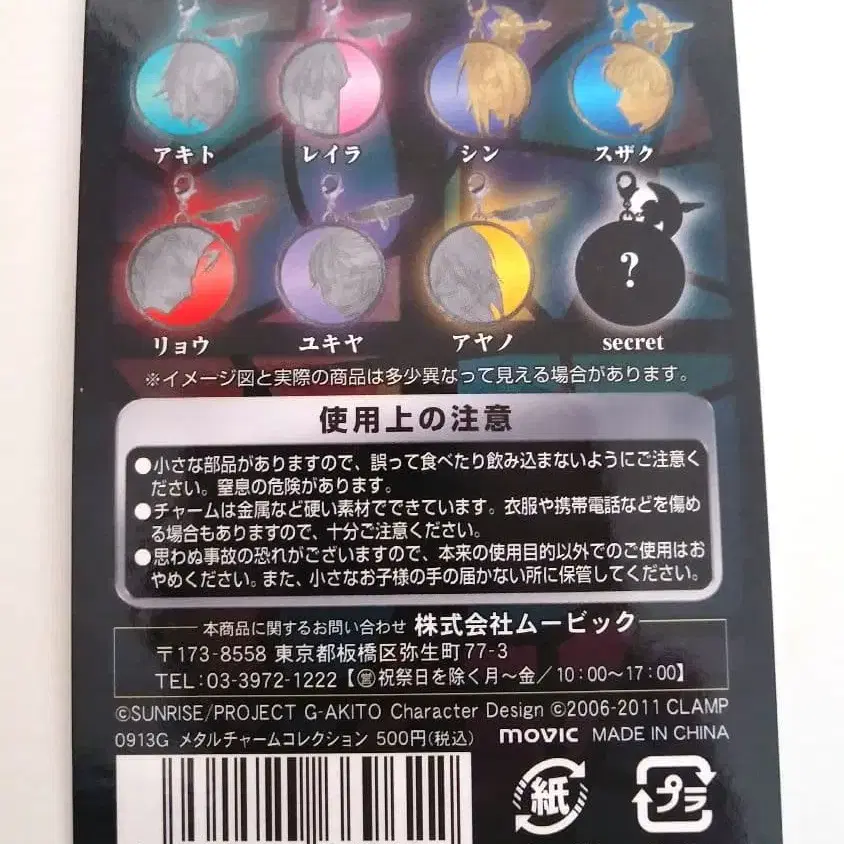 アキト レイラ シン スザク
?
リョウ ユキヤ アヤノ secret
※イメージ図と実際の商品は多少異なって見える場合があります。
使用上の注意
●小さな部品がありますので、誤って食べたり飲み込まないようにご注意く
ださい。窒息の危険があります。
●チャームは金属など硬い素材でできています。衣服や携帯電話などを傷め
る場合もありますので、十分ご注意ください。
●思わぬ事故の恐れがございますので、本来の使用目的以外でのご使用はお
やめください。また、小さなお子様の手の届かない所に保管してください。
本商品に関するお問い合わせ 株式会社ムービック
〒173-8558 東京都板橋区弥生町77-3
TEL:03-3972-1222【㊡祝祭日を除く月〜金/10:00〜17:00】
©SUNRISE/PROJECT G-AKITO Character Design ©2006-2011 CLAMP
0913G メタルチャームコレクション 500円(税込) movic MADE IN CHINA
紙 プラ